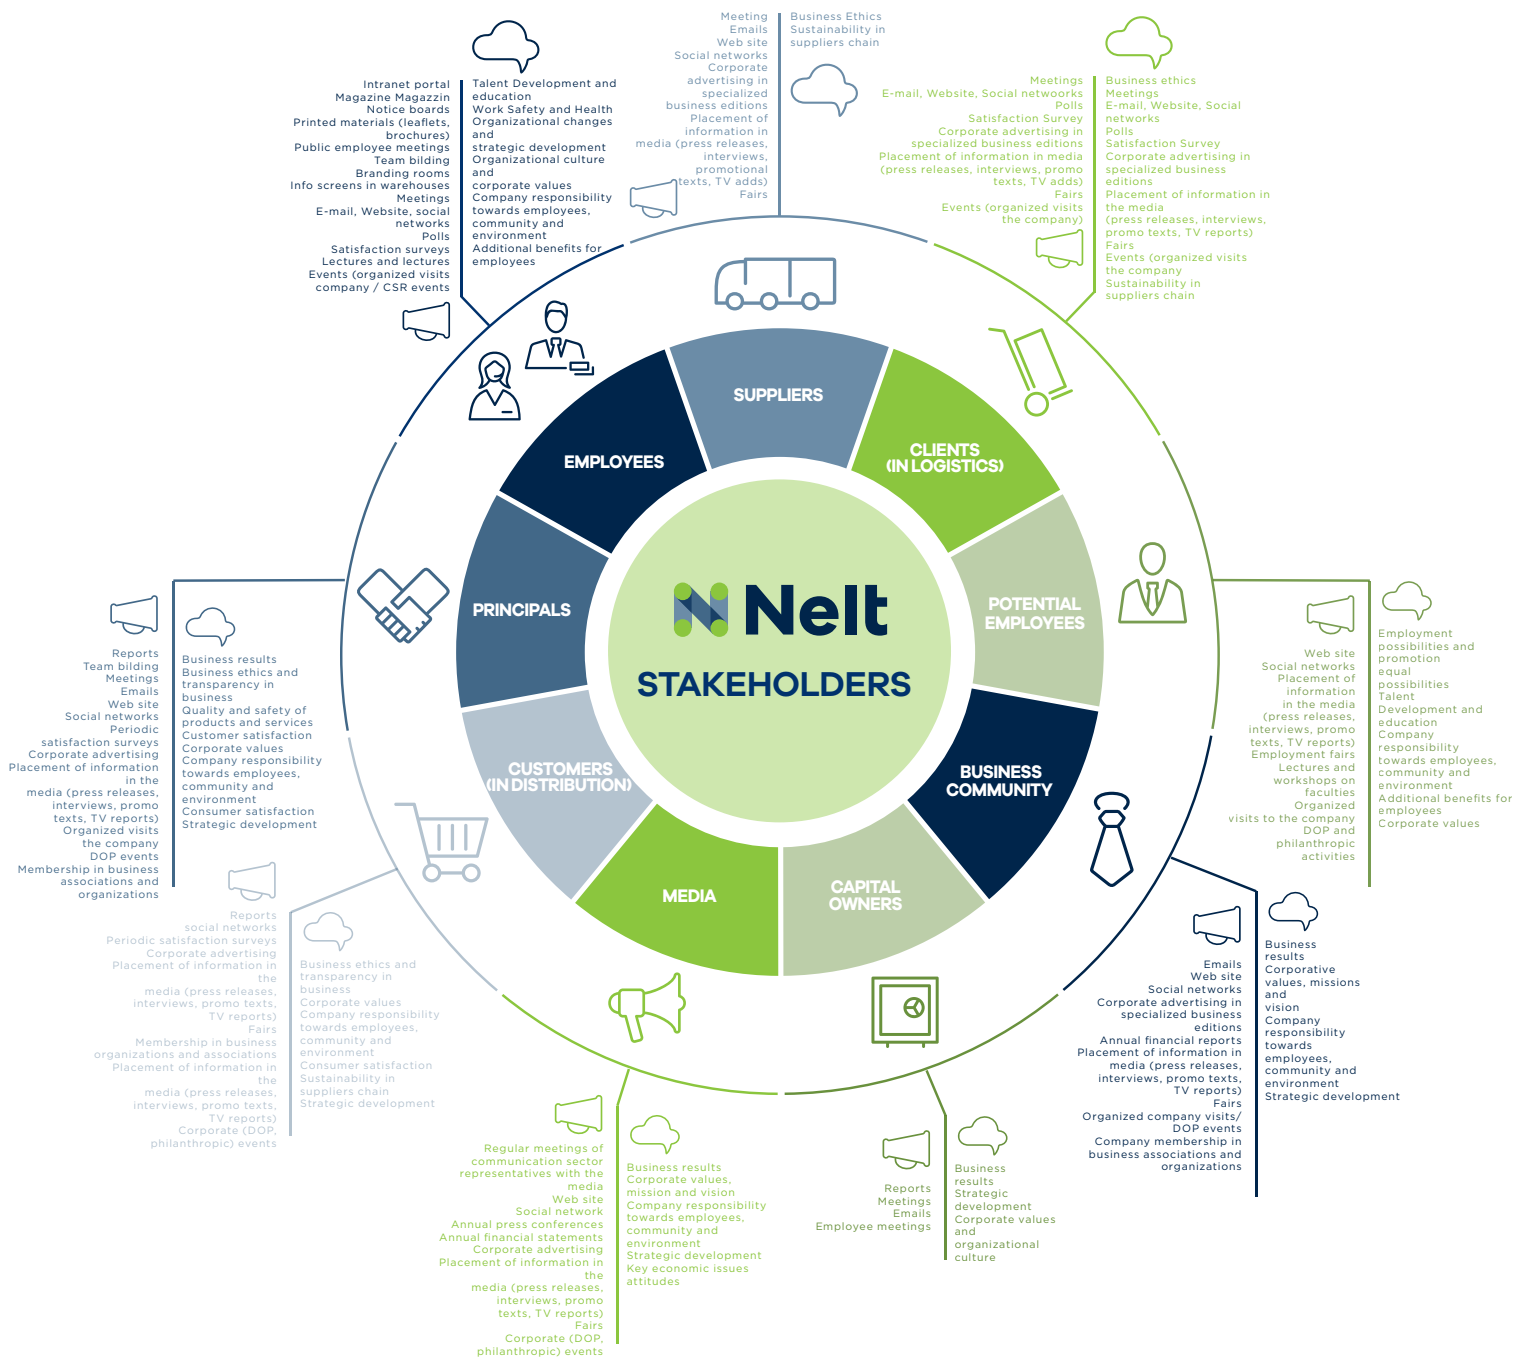 Intranet portal
Magazine Magazzin
Notice boards
Printed materials (leaflets,
brochures)
Public employee meetings
Team bilding
Branding rooms
Info screens in warehouses
Meetings
E-mail, Website, social
networks
Polls
Satisfaction surveys
Lectures and lectures
Events (organized visits
company / CSR events
Talent Development and
education
Work Safety and Health
Organizational changes
and
strategic development
Organizational culture
and
corporate values
Company responsibility
towards employees,
community and
environment
Additional benefits for
employees
Meeting
Emails
Web site
Social networks
Corporate
advertising in
specialized
business editions
Placement of
information in
media (press releases,
interviews,
promotional
texts, TV adds)
Fairs
Business Ethics
Sustainability in
suppliers chain
Meetings
E-mail, Website, Social networks
Polls
Satisfaction Survey
Corporate advertising in
specialized business editions
Placement of information in media
(press releases, interviews, promo
texts, TV adds)
Fairs
Events (organized visits
the company)
Business ethics
Meetings
E-mail, Website, Social
networks
Polls
Satisfaction Survey
Corporate advertising in
specialized business
editions
Placement of information in
the media
(press releases, interviews,
promo texts, TV reports)
Fairs
Events (organized visits
the company
Sustainability in
suppliers chain
SUPPLIERS
EMPLOYEES
CLIENTS
(IN LOGISTICS)
PRINCIPALS
POTENTIAL
EMPLOYEES
Nelt
STAKEHOLDERS
CUSTOMERS
(IN DISTRIBUTION)
BUSINESS
COMMUNITY
MEDIA
CAPITAL
OWNERS
Reports
Team bilding
Meetings
Emails
Web site
Social networks
Periodic
satisfaction surveys
Corporate advertising
Placement of information
in the
media (press releases,
interviews, promo
texts, TV reports)
Organized visits
the company
DOP events
Membership in business
associations and
organizations
Business results
Business ethics and
transparency in
business
Quality and safety of
products and services
Customer satisfaction
Corporate values
Company responsibility
towards employees,
community and
environment
Consumer satisfaction
Strategic development
Web site
Social networks
Placement of
information
in the media
(press releases,
interviews, promo
texts, TV reports)
Employment fairs
Lectures and
workshops on
faculties
Organized
visits to the company
DOP and
philanthropic
activities
Employment
possibilities and
promotion
equal
possibilities
Talent
Development and
education
Company
responsibility
towards employees,
community and
environment
Additional benefits for
employees
Corporate values
Reports
social networks
Periodic satisfaction surveys
Corporate advertising
Placement of information in
the
media (press releases,
interviews, promo texts,
TV reports)
Fairs
Membership in business
organizations and associations
Placement of information in
the
media (press releases,
interviews, promo texts,
TV reports)
Corporate (DOP,
philanthropic) events
Business ethics and
transparency in
business
Corporate values
Company responsibility
towards employees,
community and
environment
Consumer satisfaction
Sustainability in
suppliers chain
Strategic development
Emails
Web site
Social networks
Corporate advertising in
specialized business
editions
Annual financial reports
Placement of information in
media (press releases,
interviews, promo texts,
TV reports)
Fairs
Organized company visits/
DOP events
Company membership in
business associations and
organizations
Business
results
Corporative
values, missions
and
vision
Company
responsibility
towards
employees,
community and
environment
Strategic development
Regular meetings of
communication sector
representatives with the
media
Web site
Social network
Annual press conferences
Annual financial statements
Corporate advertising
Placement of information in
the
media (press releases,
interviews, promo
texts, TV reports)
Fairs
Corporate (DOP,
philanthropic) events
Business results
Corporate values,
mission and vision
Company responsibility
towards employees,
community and
environment
Strategic development
Key economic issues
attitudes
Reports
Meetings
Emails
Employee meetings
Business
results
Strategic
development
Corporate values
and
organizational
culture